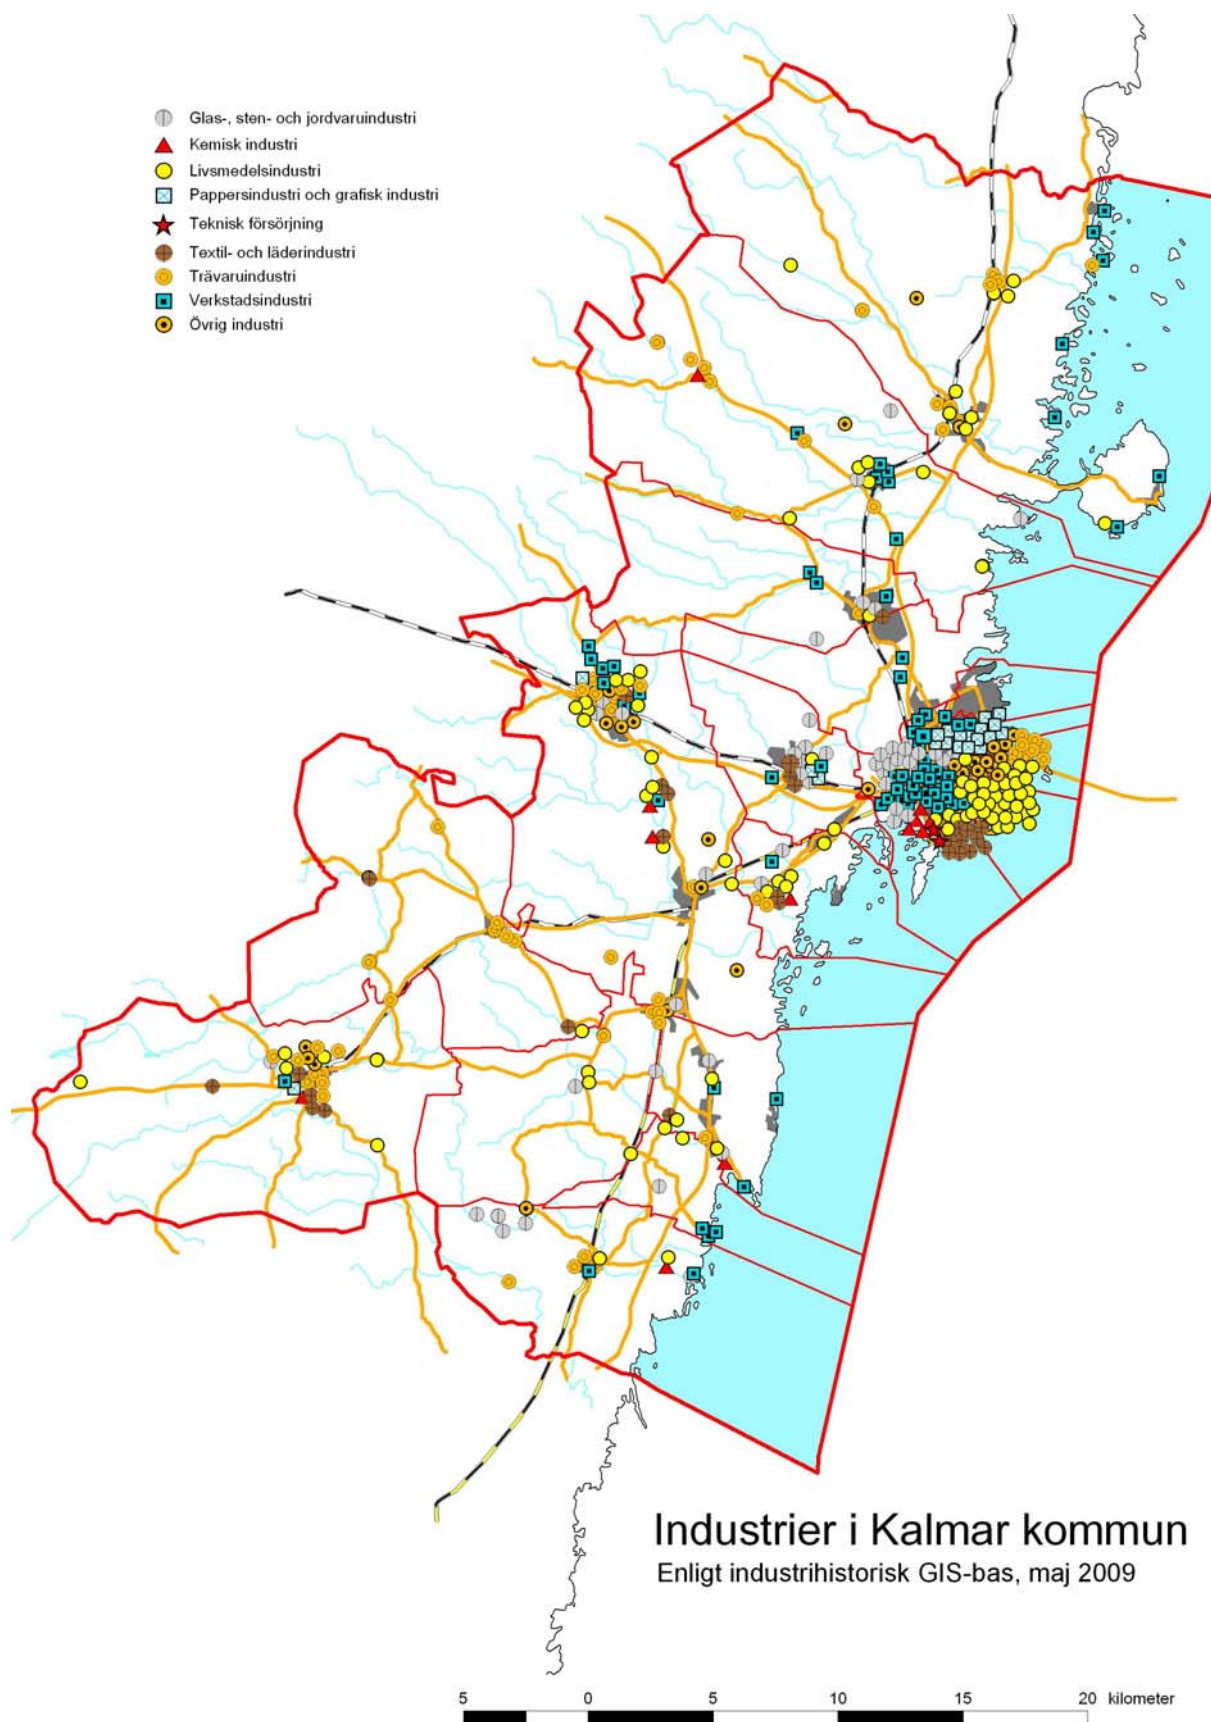 Glas-, sten- och jordvaruindustri
Kemisk industri
Livsmedelsindustri
Pappersindustri och grafisk industri
Teknisk försörjning
Textil- och läderindustri
Trävaruindustri
Verkstadsindustri
Övrig industri
Industrier i Kalmar kommun
Enligt industrihistorisk GIS-bas, maj 2009
5 0 5 10 15 20 kilometer